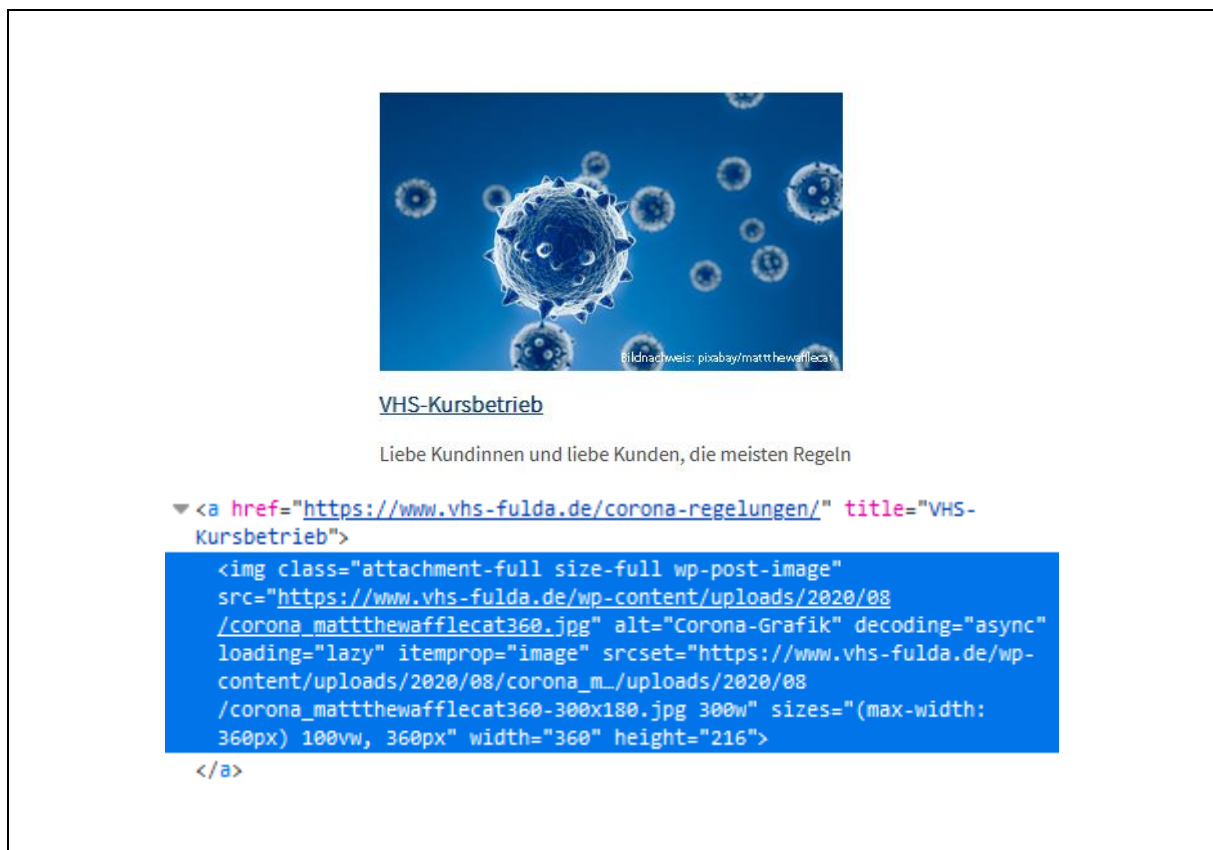 Bildnachweis: pixabay/mattthewafflecat
VHS-Kursbetrieb
Liebe Kundinnen und liebe Kunden, die meisten Regeln
<a href="https://www.vhs-fulda.de/corona-regelungen/" title="VHS-
Kursbetrieb">
<img class="attachment-full size-full wp-post-image"
src="https://www.vhs-fulda.de/wp-content/uploads/2020/08
/corona_mattthewafflecat360.jpg" alt="Corona-Grafik" decoding="async"
loading="lazy" itemprop="image" srcset="https://www.vhs-fulda.de/wp-
content/uploads/2020/08/corona_m…/uploads/2020/08
/corona_mattthewafflecat360-300x180.jpg 300w" sizes="(max-width:
360px) 100vw, 360px" width="360" height="216">
</a>